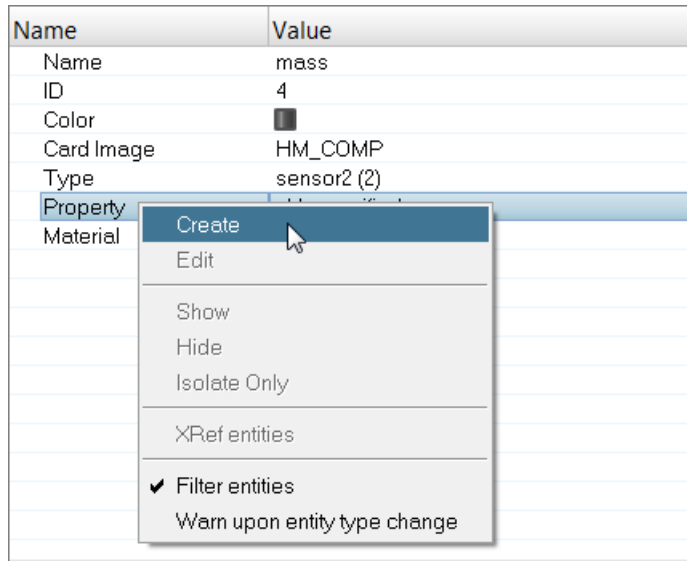 Name Value
Name mass
ID 4
Color
Card Image HM_COMP
Type sensor2 (2)
Property
Material
Create
Edit
Show
Hide
Isolate Only
XRef entities
✔ Filter entities
Warn upon entity type change